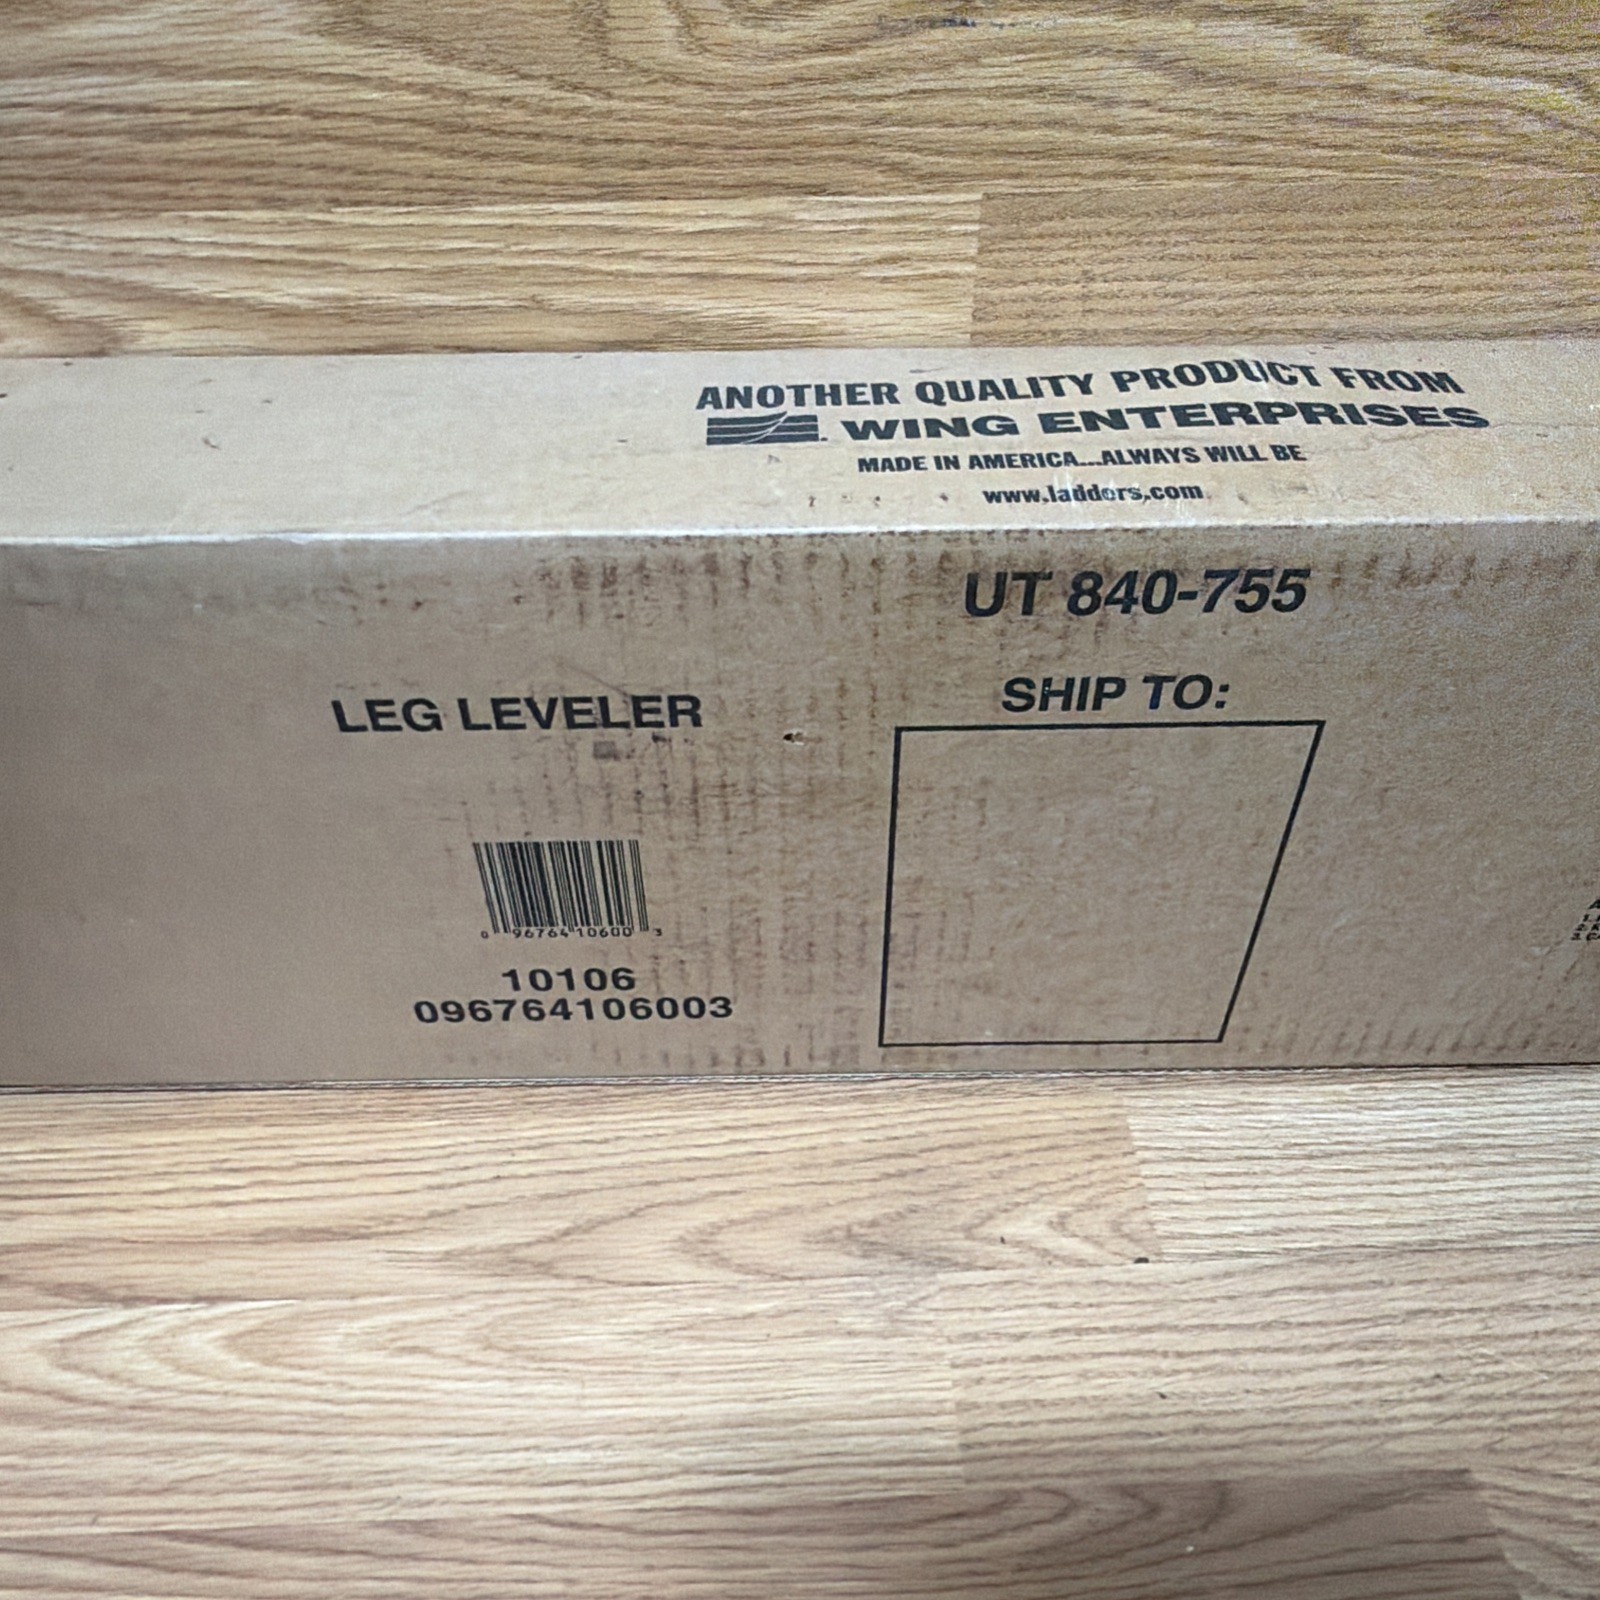 ANOTHER QUALITY PRODUCT FROM
WING ENTERPRISES
MADE IN AMERICA...ALWAYS WILL BE
www.ladders.com
UT 840-755
LEG LEVELER
SHIP TO:
0 96764 10600 3
10106
096764106003